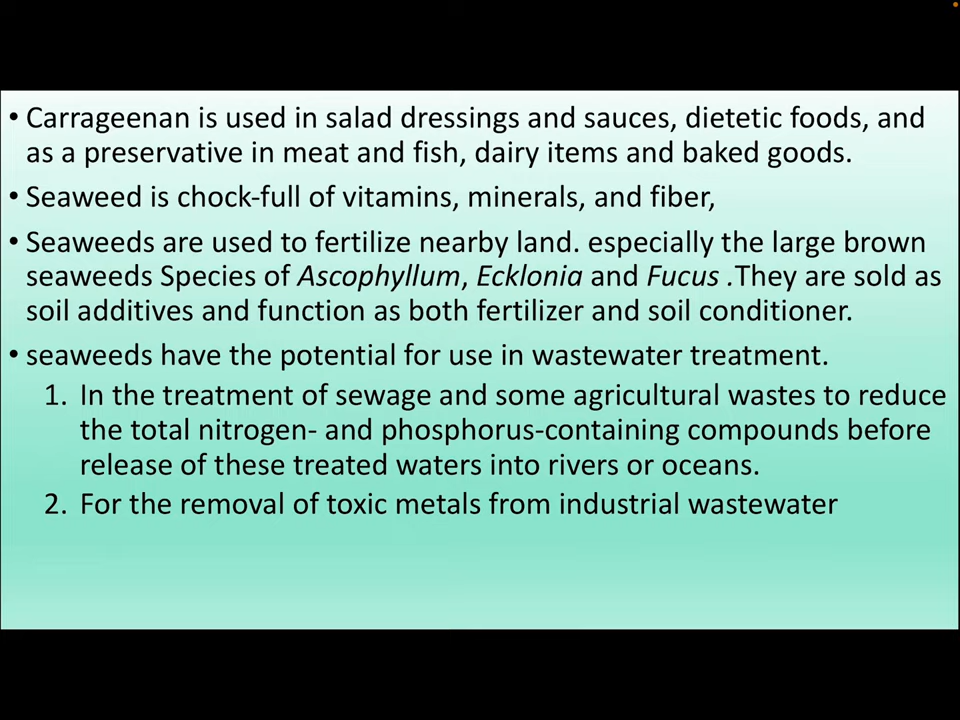 • Carrageenan is used in salad dressings and sauces, dietetic foods, and
as a preservative in meat and fish, dairy items and baked goods.
• Seaweed is chock-full of vitamins, minerals, and fiber,
• Seaweeds are used to fertilize nearby land. especially the large brown
seaweeds Species of Ascophyllum, Ecklonia and Fucus .They are sold as
soil additives and function as both fertilizer and soil conditioner.
• seaweeds have the potential for use in wastewater treatment.
1. In the treatment of sewage and some agricultural wastes to reduce
the total nitrogen- and phosphorus-containing compounds before
release of these treated waters into rivers or oceans.
2. For the removal of toxic metals from industrial wastewater